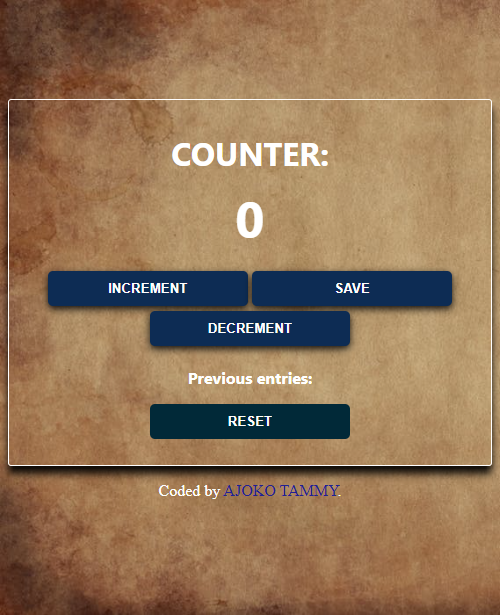 COUNTER:
0
INCREMENT SAVE
DECREMENT
Previous entries:
RESET
Coded by AJOKO TAMMY.